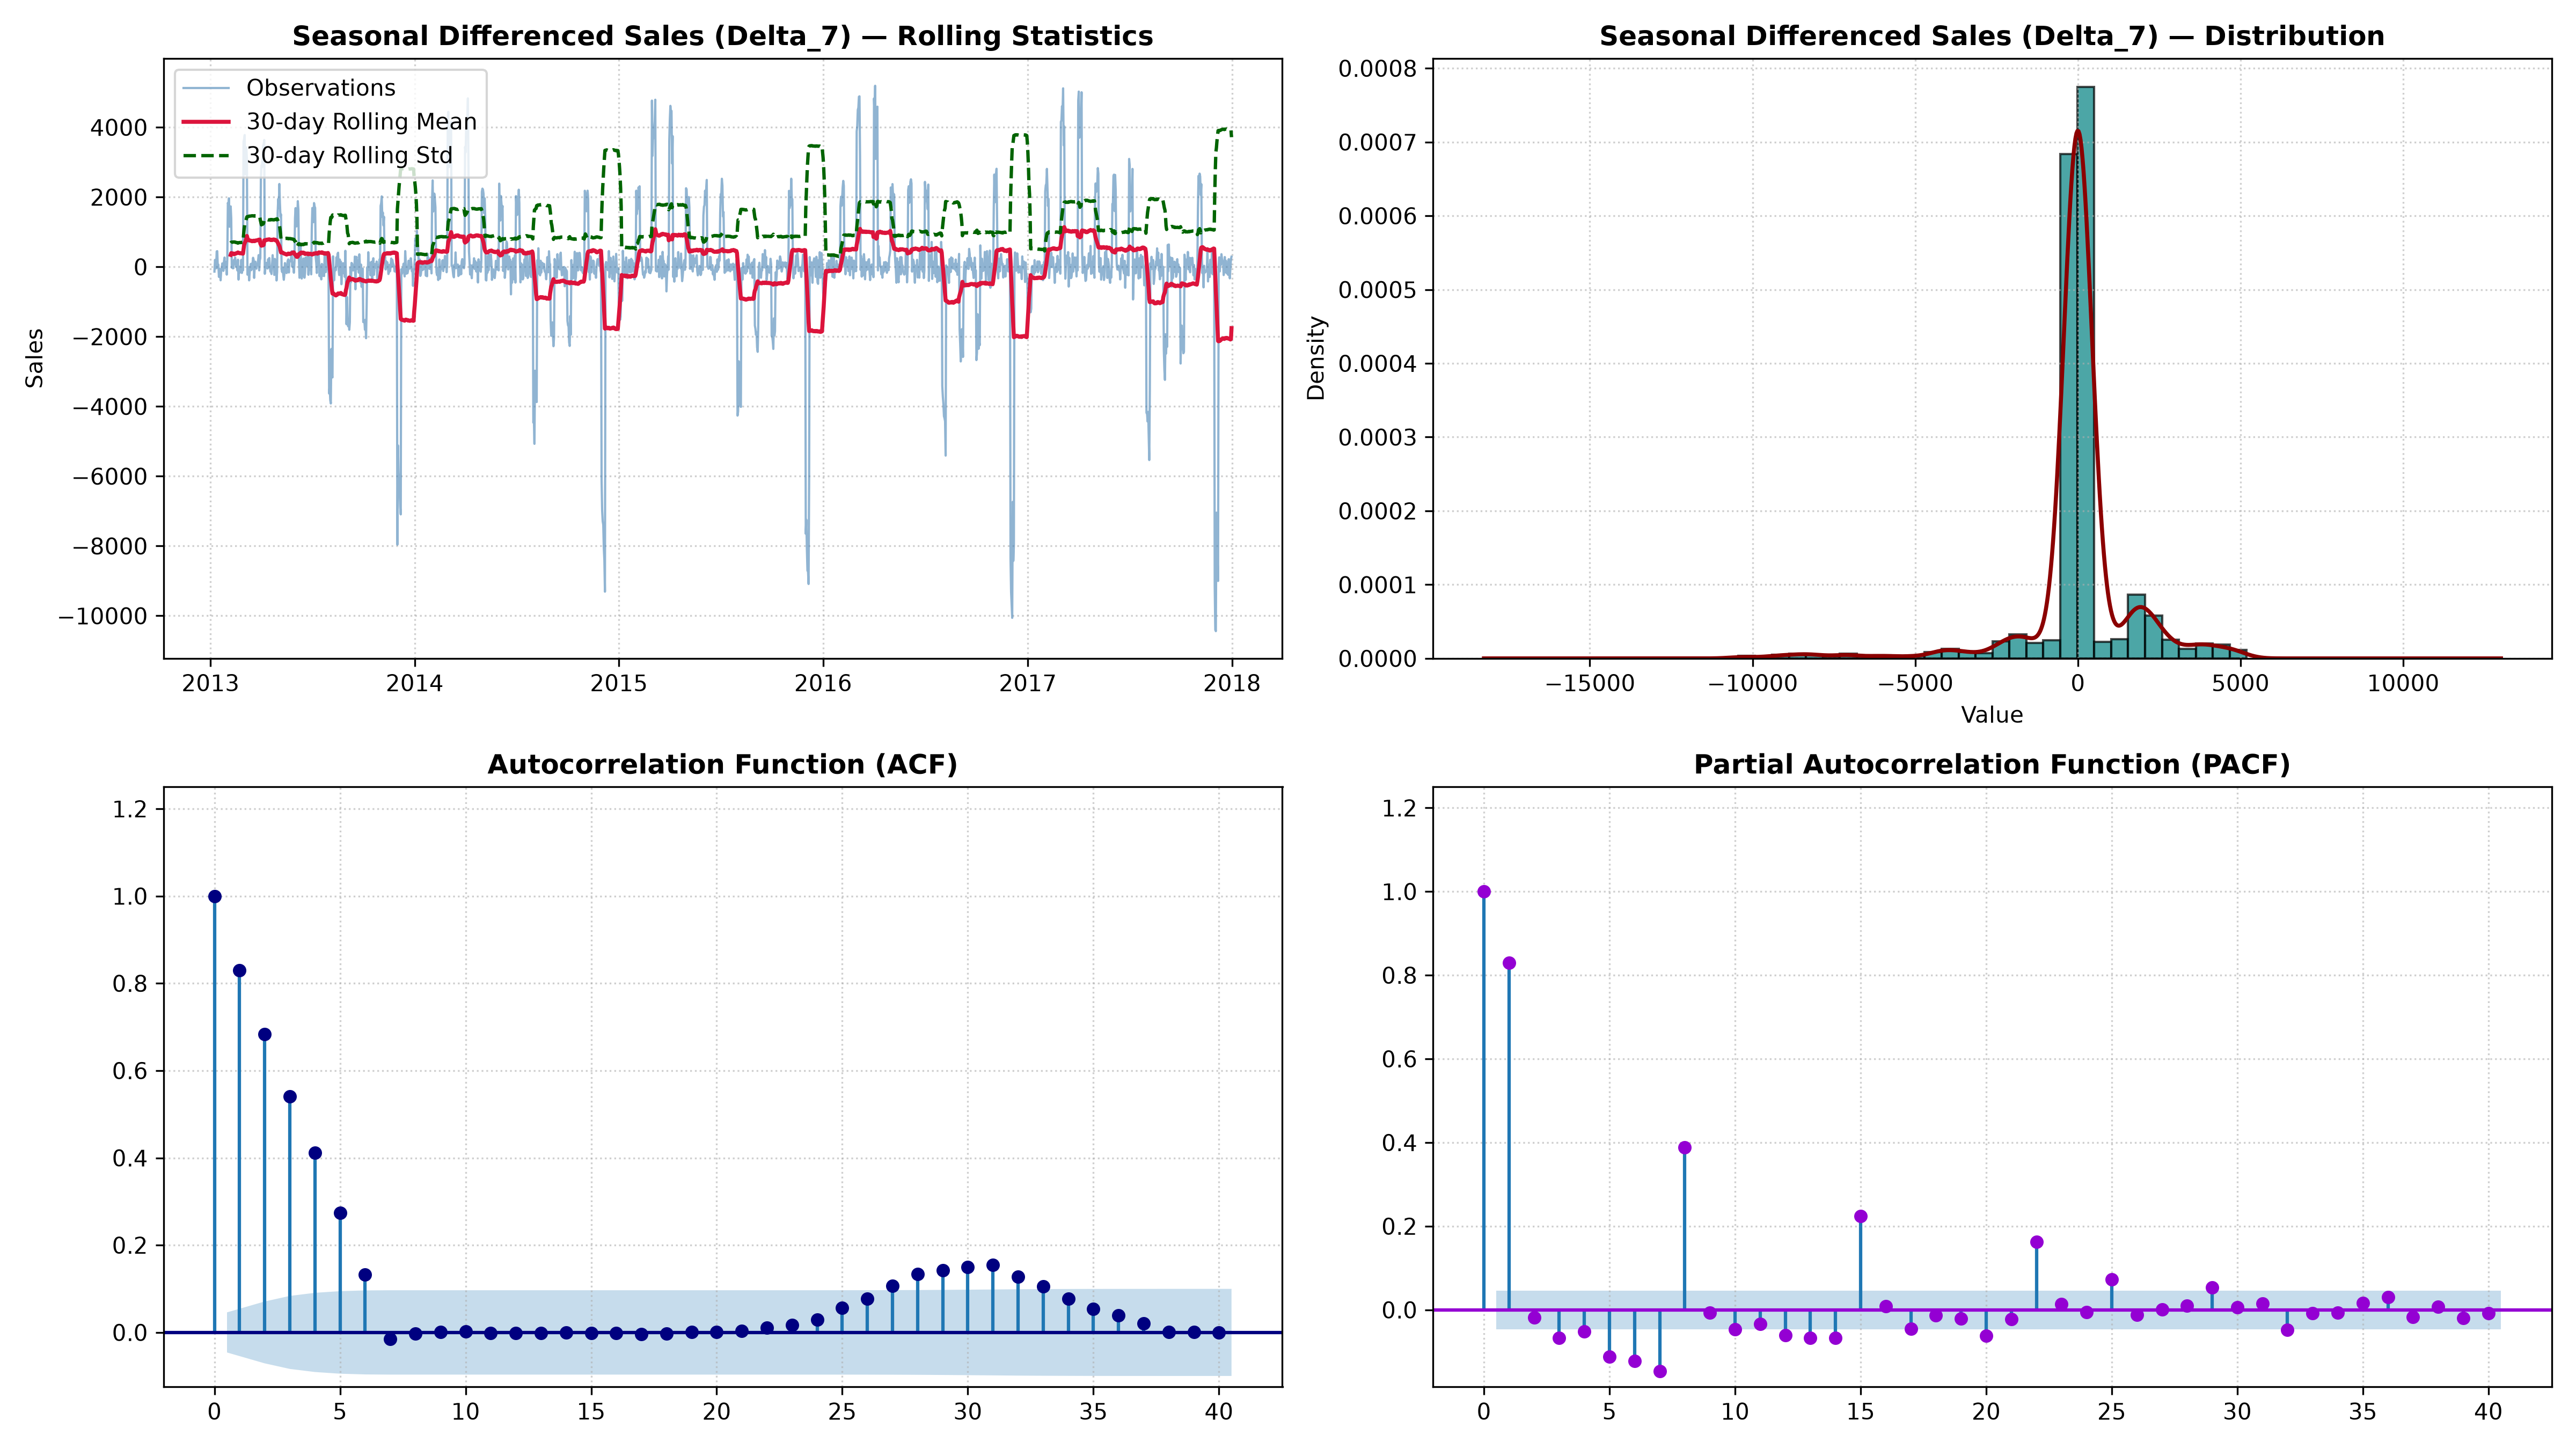 Seasonal Differenced Sales (Delta_7) — Rolling Statistics
Observations
30-day Rolling Mean
30-day Rolling Std
Sales
4000
2000
0
−2000
−4000
−6000
−8000
−10000
2013 2014 2015 2016 2017 2018
Seasonal Differenced Sales (Delta_7) — Distribution
Density
0.0008
0.0007
0.0006
0.0005
0.0004
0.0003
0.0002
0.0001
0.0000
−15000 −10000 −5000 0 5000 10000
Value
Autocorrelation Function (ACF)
1.2
1.0
0.8
0.6
0.4
0.2
0.0
0 5 10 15 20 25 30 35 40
Partial Autocorrelation Function (PACF)
1.2
1.0
0.8
0.6
0.4
0.2
0.0
0 5 10 15 20 25 30 35 40